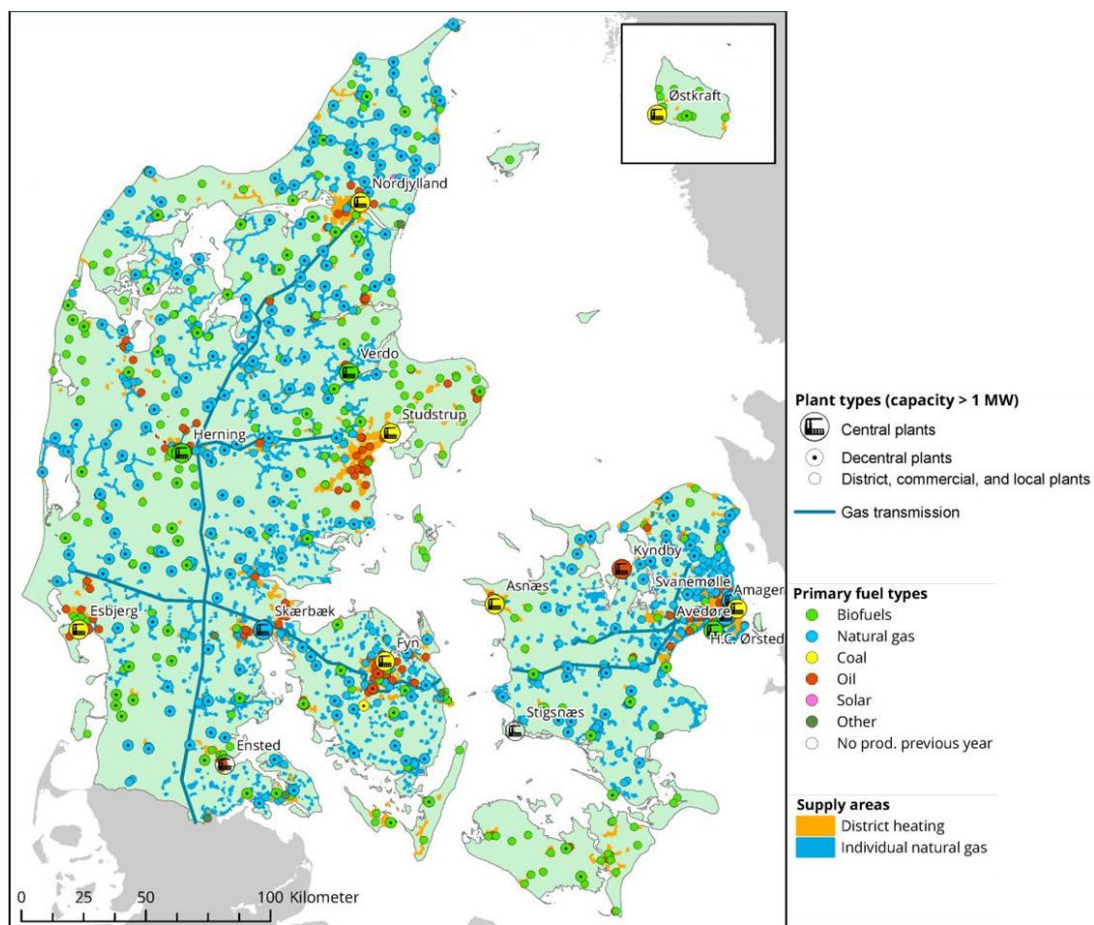 Østkraft
Nordjylland
Verdo
Studstrup
Herning
Kyndby
Svanemølle
Asnæs
Amager
Avedøre
Esbjerg
Skærbæk
H.C. Ørsted
Fyn
Stigsnæs
Ensted
0 25 50 100 Kilometer
Plant types (capacity > 1 MW)
Central plants
Decentral plants
District, commercial, and local plants
Gas transmission
Primary fuel types
Biofuels
Natural gas
Coal
Oil
Solar
Other
No prod. previous year
Supply areas
District heating
Individual natural gas